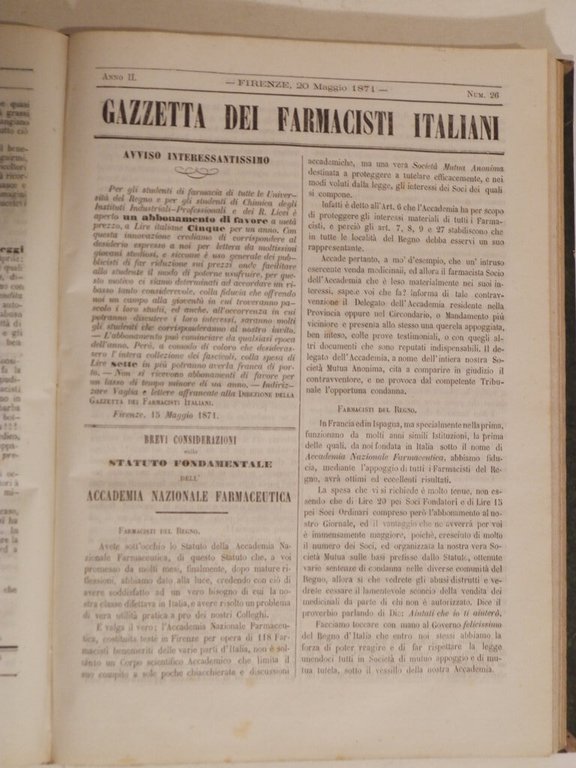 Anno II.
— FIRENZE, 20 Maggio 1871 —
Num. 26
GAZZETTA DEI FARMACISTI ITALIANI
AVVISO INTERESSANTISSIMO
Per gli studenti di farmacia di tutte le Univer-
sità del Regno e per gli studenti di Chimica degli
Instituti Industriali-Professionali e dei R. Licei è
aperto un abbonamento di favore a metà
prezzo, a Lire italiane Cinque per un anno. Con
questa innovazione crediamo di corrispondere al
desiderio espresso a noi per lettera da moltissimi
giovani studiosi, e siccome è uso generale dei pub-
blicisti di far riduzione sui prezzi onde facilitare
allo studente il modo di poterne usufruire, per que-
sto motivo ci siamo determinati ad accordare un ri-
basso tanto considerevole, colla fiducia che offrendo
noi un campo alla gioventù in cui troveranno pa-
scolo i loro studi, ed anche, all'occorrenza in cui
potranno discutere i loro interessi, saranno molti
gli studenti che corrisponderanno al nostro invito.
— L'abbonamento può cominciare da qualsiasi epoca
dell'anno. Però, a comodo di coloro che desideras-
sero l'intera collezione dei fascicoli, colla spesa di
Lire Sette in più potranno averla franca di por-
to. — Non si ricevono abbonamenti di favore per
un lasso di tempo minore di un anno. — Indiriz-
zare Vaglia e lettere affrancate alla Direzione della
Gazzetta dei Farmacisti Italiani.
Firenze, 15 Maggio 1871.
BREVI CONSIDERAZIONI
sullo
STATUTO FONDAMENTALE
DELL'
ACCADEMIA NAZIONALE FARMACEUTICA
Farmacisti del Regno.
Avete sott'occhio lo Statuto della Accademia Na-
zionale Farmaceutica, di questo Statuto che, a voi
promesso da molti mesi, finalmente, dopo mature ri-
flessioni, abbiamo dato alla luce, credendo con ciò di
avere soddisfatto ad un vero bisogno di cui la no-
stra classe difettava in Italia, e avere risolto un problema
di vera utilità pratica a pro dei nostri Colleghi.
E valga il vero; l'Accademia Nazionale Farmaceu-
tica, costituita teste in Firenze per opera di 118 Far-
macisti benemeriti delle varie parti d'Italia, non è sol-
tanto un Corpo scientifico Accademico che limita il
suo compito a sole poche chiacchierate e discussioni
accademiche, ma una vera Società Mutua Anonima
destinata a proteggere a tutelare efficacemente, e nei
modi voluti dalla legge, gli interessi dei Soci dei quali
si compone.
Infatti è detto all'Art. 6 che l'Accademia ha per scopo
di proteggere gli interessi materiali di tutti i Farma-
cisti, e perciò gli art. 7, 8, 9 e 27 stabiliscono che
in tutte le località del Regno debba esservi un suo
rappresentante.
Accade pertanto, a mo' d'esempio, che un' intruso
esercente venda medicinali, ed allora il farmacista Socio
dell'Accademia che è leso materialmente nei suoi in-
teressi, sapete voi che fa? informa di tale contrav-
venzione il Delegato dell'Accademia residente nella
Provincia oppure nel Circondario, o Mandamento più
viciniore e presenta allo stesso una querela appoggiata,
ben inteso, colle prove testimoniali, o con quegli al-
tri documenti che sono reputati indispensabili. Il de-
legato dell'Accademia, a nome dell'intiera nostra So-
cietà Mutua Anonima, cita a comparire in giudizio il
contravventore, e ne provoca dal competente Tribu-
nale l'opportuna condanna.
Farmacisti del Regno.
In Francia ed in Ispagna, ma specialmente nella prima,
funzionano da molti anni simili Istituzioni, la prima
delle quali, da noi fondata in Italia sotto il nome di
Accademia Nazionale Farmaceutica, abbiamo fidu-
cia, mediante l'appoggio di tutti i Farmacisti del Re-
gno, avrà ottimi ed eccellenti risultati.
La spesa che vi si richiede è molto tenue, non es-
sendo che di Lire 20 pei Soci Fondatori e di Lire 15
pei Soci Ordinari compreso però l'abbonamento al no-
stro Giornale, ed il vantaggio che ne avverrà per voi
è immensamente maggiore, poichè, cresciuto di molto
il numero dei Soci, ed organizzata la nostra vera So-
cietà Mutua sulle basi prefisse dallo Statuto, ottenute
varie sentenze di condanna nelle diverse comunità del
Regno, allora sì che vedrete gli abusi distrutti e ve-
drete cessare il lamentevole sconcio della vendita dei
medicinali da parte di chi non è autorizzato. Dice il
proverbio parlando di Dio: Aiutati che io ti aiuterò.
Facciamo toccare con mano al Governo felicissimo
del Regno d'Italia che entro noi stessi abbiamo la
forza di poter reagire e di far rispettare la legge
unendoci tutti in Società di mutuo appoggio e di mu-
tua tutela, sotto il vessillo della nostra Accademia.